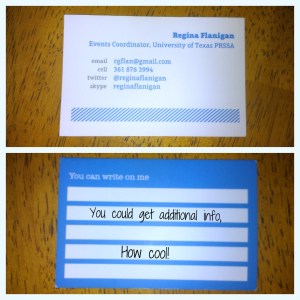 Regina Flanigan
Events Coordinator, University of Texas PRSSA
email rgflan@gmail.com
cell 361 876 3994
twitter @reginaflanigan
skype reginaflanigan
You can write on me
You could get additional info,
How cool!